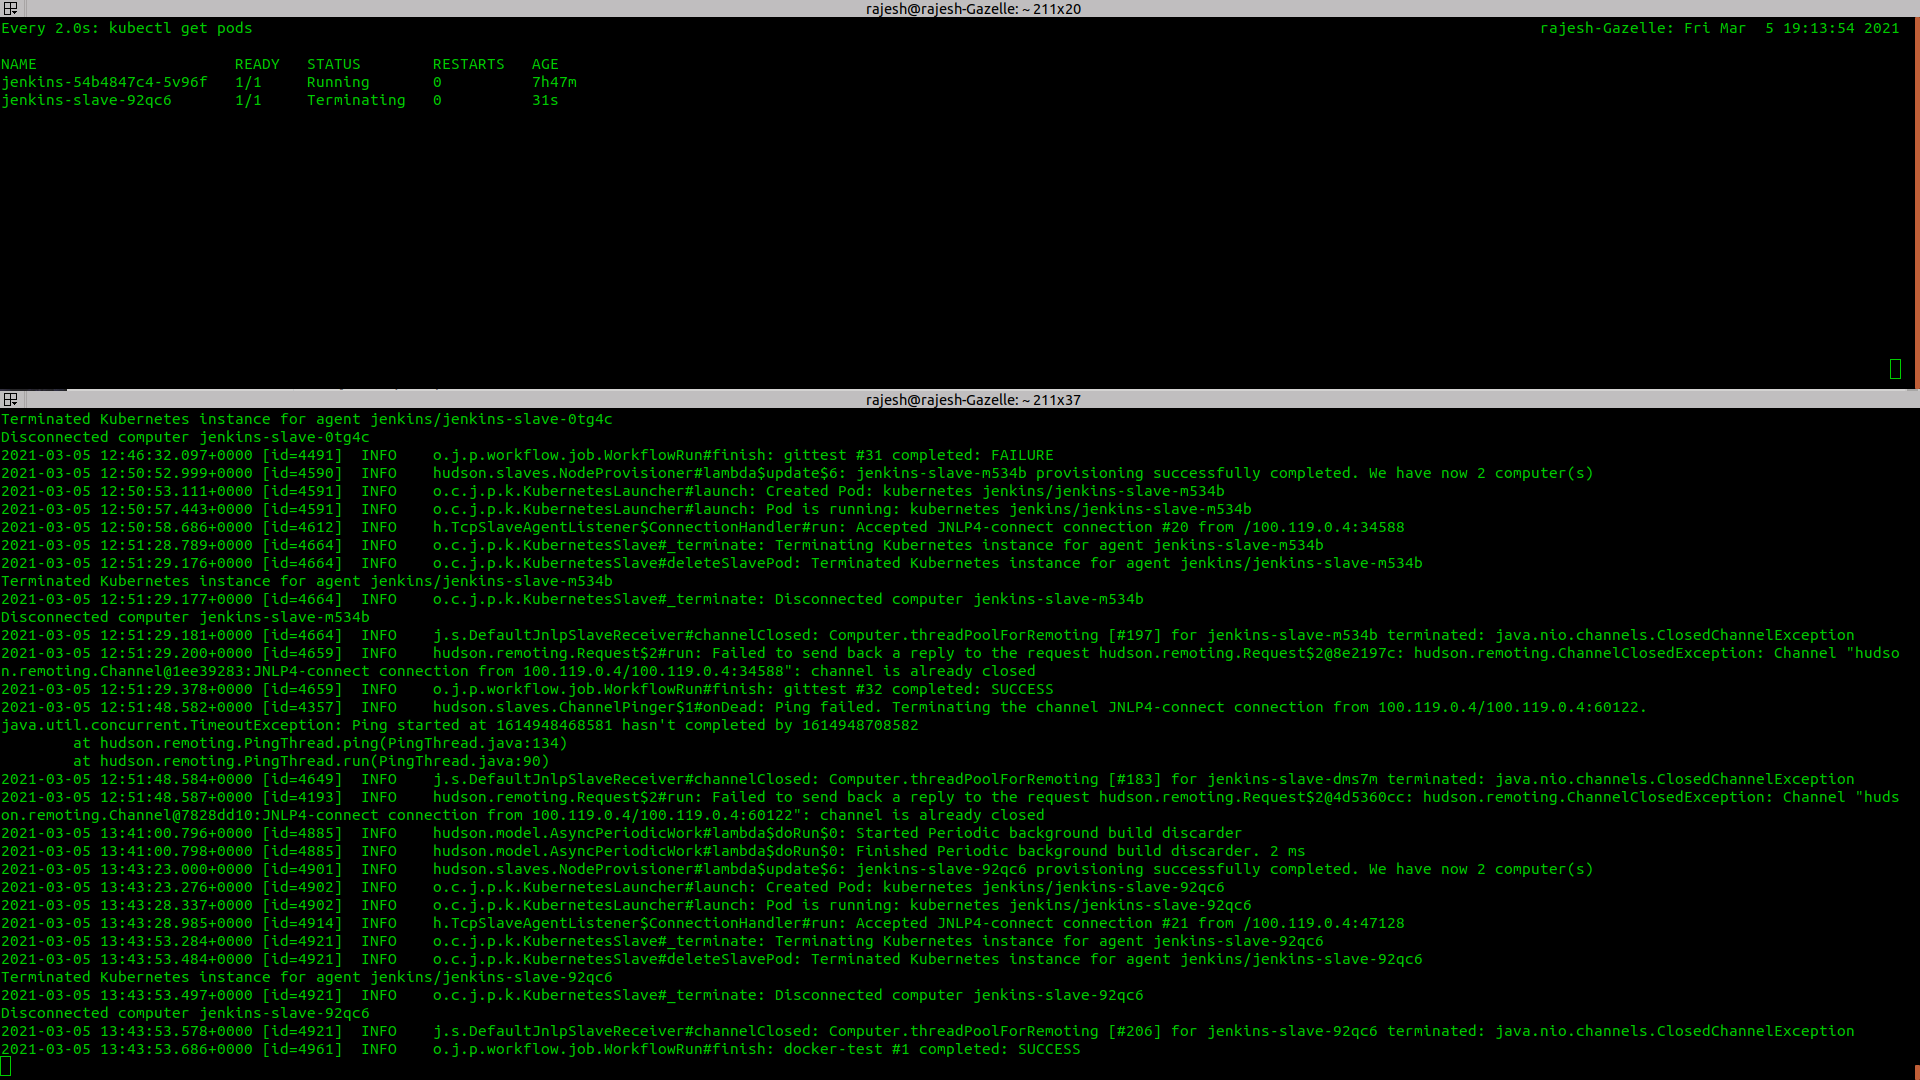 rajesh@rajesh-Gazelle: ~ 211x20
Every 2.0s: kubectl get pods rajesh-Gazelle: Fri Mar  5 19:13:54 2021
NAME READY STATUS RESTARTS AGE
jenkins-54b4847c4-5v96f 1/1 Running 0 7h47m
jenkins-slave-92qc6 1/1 Terminating 0 31s
rajesh@rajesh-Gazelle: ~ 211x37
Terminated Kubernetes instance for agent jenkins/jenkins-slave-0tg4c
Disconnected computer jenkins-slave-0tg4c
2021-03-05 12:46:32.097+0000 [id=4491]  INFO    o.j.p.workflow.job.WorkflowRun#finish: gittest #31 completed: FAILURE
2021-03-05 12:50:52.999+0000 [id=4590]  INFO    hudson.slaves.NodeProvisioner#lambda$update$6: jenkins-slave-m534b provisioning successfully completed. We have now 2 computer(s)
2021-03-05 12:50:53.111+0000 [id=4591]  INFO    o.c.j.p.k.KubernetesLauncher#launch: Created Pod: kubernetes jenkins/jenkins-slave-m534b
2021-03-05 12:50:57.443+0000 [id=4591]  INFO    o.c.j.p.k.KubernetesLauncher#launch: Pod is running: kubernetes jenkins/jenkins-slave-m534b
2021-03-05 12:50:58.686+0000 [id=4612]  INFO    h.TcpSlaveAgentListener$ConnectionHandler#run: Accepted JNLP4-connect connection #20 from /100.119.0.4:34588
2021-03-05 12:51:28.789+0000 [id=4664]  INFO    o.c.j.p.k.KubernetesSlave#_terminate: Terminating Kubernetes instance for agent jenkins-slave-m534b
2021-03-05 12:51:29.176+0000 [id=4664]  INFO    o.c.j.p.k.KubernetesSlave#deleteSlavePod: Terminated Kubernetes instance for agent jenkins/jenkins-slave-m534b
Terminated Kubernetes instance for agent jenkins/jenkins-slave-m534b
2021-03-05 12:51:29.177+0000 [id=4664]  INFO    o.c.j.p.k.KubernetesSlave#_terminate: Disconnected computer jenkins-slave-m534b
Disconnected computer jenkins-slave-m534b
2021-03-05 12:51:29.181+0000 [id=4664]  INFO    j.s.DefaultJnlpSlaveReceiver#channelClosed: Computer.threadPoolForRemoting [#197] for jenkins-slave-m534b terminated: java.nio.channels.ClosedChannelException
2021-03-05 12:51:29.200+0000 [id=4659]  INFO    hudson.remoting.Request$2#run: Failed to send back a reply to the request hudson.remoting.Request$2@8e2197c: hudson.remoting.ChannelClosedException: Channel "hudso
n.remoting.Channel@1ee39283:JNLP4-connect connection from 100.119.0.4/100.119.0.4:34588": channel is already closed
2021-03-05 12:51:29.378+0000 [id=4659]  INFO    o.j.p.workflow.job.WorkflowRun#finish: gittest #32 completed: SUCCESS
2021-03-05 12:51:48.582+0000 [id=4357]  INFO    hudson.slaves.ChannelPinger$1#onDead: Ping failed. Terminating the channel JNLP4-connect connection from 100.119.0.4/100.119.0.4:60122.
java.util.concurrent.TimeoutException: Ping started at 1614948468581 hasn't completed by 1614948708582
        at hudson.remoting.PingThread.ping(PingThread.java:134)
        at hudson.remoting.PingThread.run(PingThread.java:90)
2021-03-05 12:51:48.584+0000 [id=4649]  INFO    j.s.DefaultJnlpSlaveReceiver#channelClosed: Computer.threadPoolForRemoting [#183] for jenkins-slave-dms7m terminated: java.nio.channels.ClosedChannelException
2021-03-05 12:51:48.587+0000 [id=4193]  INFO    hudson.remoting.Request$2#run: Failed to send back a reply to the request hudson.remoting.Request$2@4d5360cc: hudson.remoting.ChannelClosedException: Channel "huds
on.remoting.Channel@7828dd10:JNLP4-connect connection from 100.119.0.4/100.119.0.4:60122": channel is already closed
2021-03-05 13:41:00.796+0000 [id=4885]  INFO    hudson.model.AsyncPeriodicWork#lambda$doRun$0: Started Periodic background build discarder
2021-03-05 13:41:00.798+0000 [id=4885]  INFO    hudson.model.AsyncPeriodicWork#lambda$doRun$0: Finished Periodic background build discarder. 2 ms
2021-03-05 13:43:23.000+0000 [id=4901]  INFO    hudson.slaves.NodeProvisioner#lambda$update$6: jenkins-slave-92qc6 provisioning successfully completed. We have now 2 computer(s)
2021-03-05 13:43:23.276+0000 [id=4902]  INFO    o.c.j.p.k.KubernetesLauncher#launch: Created Pod: kubernetes jenkins/jenkins-slave-92qc6
2021-03-05 13:43:28.337+0000 [id=4902]  INFO    o.c.j.p.k.KubernetesLauncher#launch: Pod is running: kubernetes jenkins/jenkins-slave-92qc6
2021-03-05 13:43:28.985+0000 [id=4914]  INFO    h.TcpSlaveAgentListener$ConnectionHandler#run: Accepted JNLP4-connect connection #21 from /100.119.0.4:47128
2021-03-05 13:43:53.284+0000 [id=4921]  INFO    o.c.j.p.k.KubernetesSlave#_terminate: Terminating Kubernetes instance for agent jenkins-slave-92qc6
2021-03-05 13:43:53.484+0000 [id=4921]  INFO    o.c.j.p.k.KubernetesSlave#deleteSlavePod: Terminated Kubernetes instance for agent jenkins/jenkins-slave-92qc6
Terminated Kubernetes instance for agent jenkins/jenkins-slave-92qc6
2021-03-05 13:43:53.497+0000 [id=4921]  INFO    o.c.j.p.k.KubernetesSlave#_terminate: Disconnected computer jenkins-slave-92qc6
Disconnected computer jenkins-slave-92qc6
2021-03-05 13:43:53.578+0000 [id=4921]  INFO    j.s.DefaultJnlpSlaveReceiver#channelClosed: Computer.threadPoolForRemoting [#206] for jenkins-slave-92qc6 terminated: java.nio.channels.ClosedChannelException
2021-03-05 13:43:53.686+0000 [id=4961]  INFO    o.j.p.workflow.job.WorkflowRun#finish: docker-test #1 completed: SUCCESS